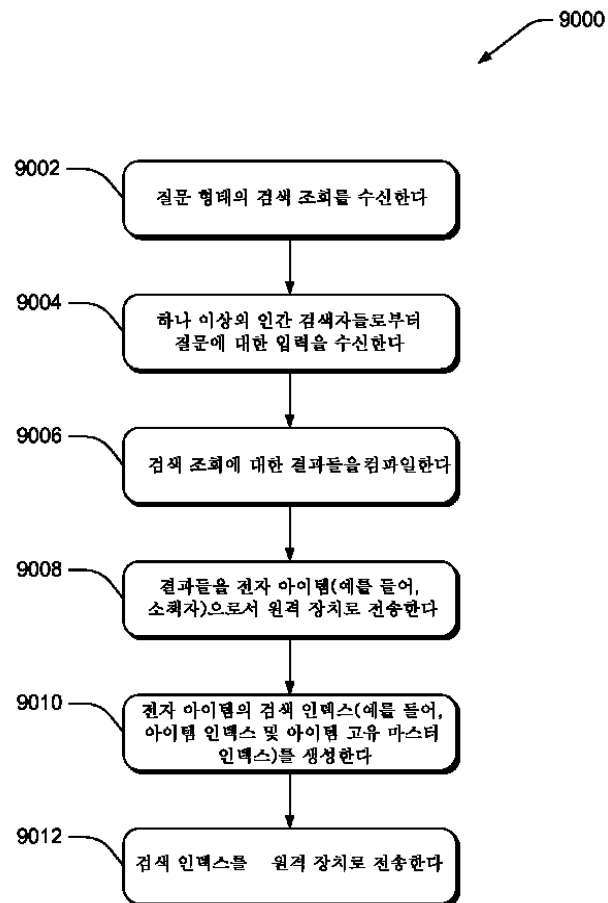 9000
9002
질문 형태의 검색 조회를 수신한다
9004
하나 이상의 인간 검색자들로부터
질문에 대한 입력을 수신한다
9006
검색 조회에 대한 결과들을 컴파일한다
9008
결과들을 전자 아이템(예를 들어,
소책자)으로서 원격 장치로 전송한다
9010
전자 아이템의 검색 인덱스(예를 들어,
아이템 인덱스 및 아이템 고유 마스터
인덱스)를 생성한다
9012
검색 인덱스를 원격 장치로 전송한다